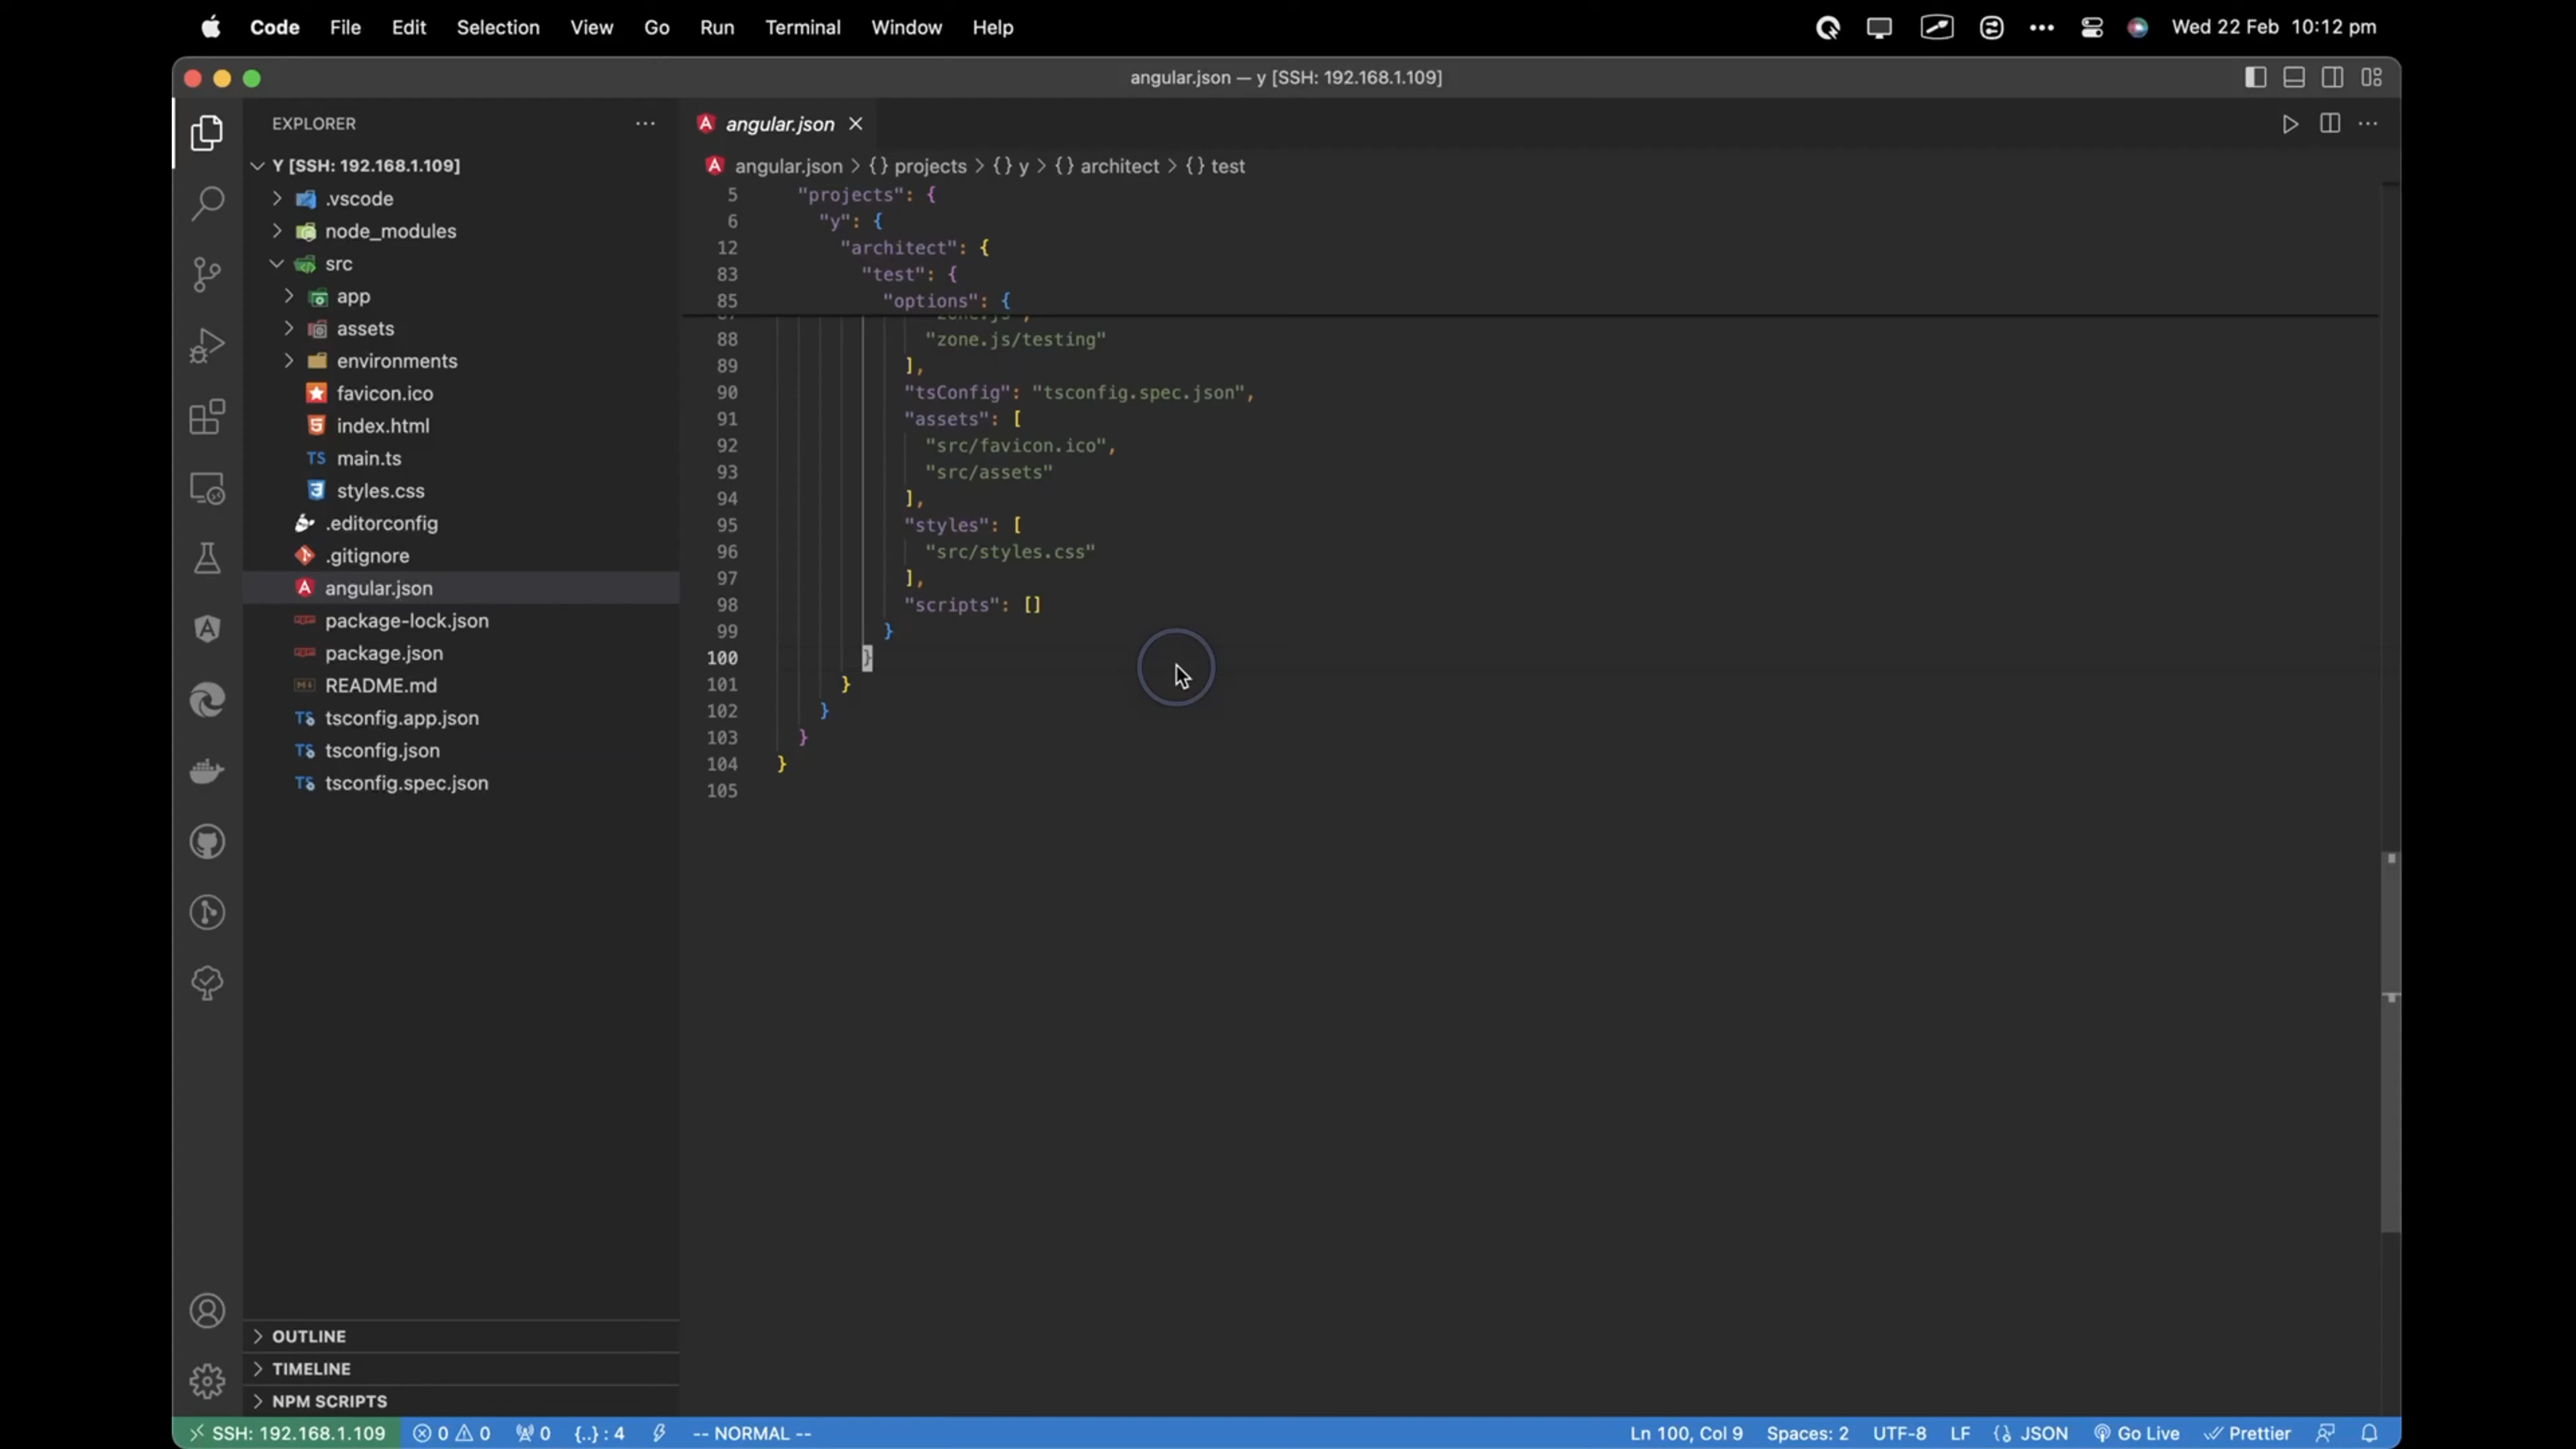 Code File Edit Selection View Go Run Terminal Window Help
Wed 22 Feb 10:12 pm
angular.json — y [SSH: 192.168.1.109]
EXPLORER
Y [SSH: 192.168.1.109]
.vscode
node_modules
src
app
assets
environments
favicon.ico
index.html
TS main.ts
styles.css
.editorconfig
.gitignore
angular.json
package-lock.json
package.json
README.md
tsconfig.app.json
tsconfig.json
tsconfig.spec.json
OUTLINE
TIMELINE
NPM SCRIPTS
angular.json
angular.json > {} projects > {} y > {} architect > {} test
5 "projects": {
6 "y": {
12 "architect": {
83 "test": {
85 "options": {
88 "zone.js/testing"
89 ],
90 "tsConfig": "tsconfig.spec.json",
91 "assets": [
92 "src/favicon.ico",
93 "src/assets"
94 ],
95 "styles": [
96 "src/styles.css"
97 ],
98 "scripts": []
99 }
100 }
101 }
102 }
103 }
104 }
105
SSH: 192.168.1.109 0 0 0 {..} : 4 -- NORMAL -- Ln 100, Col 9 Spaces: 2 UTF-8 LF JSON Go Live Prettier